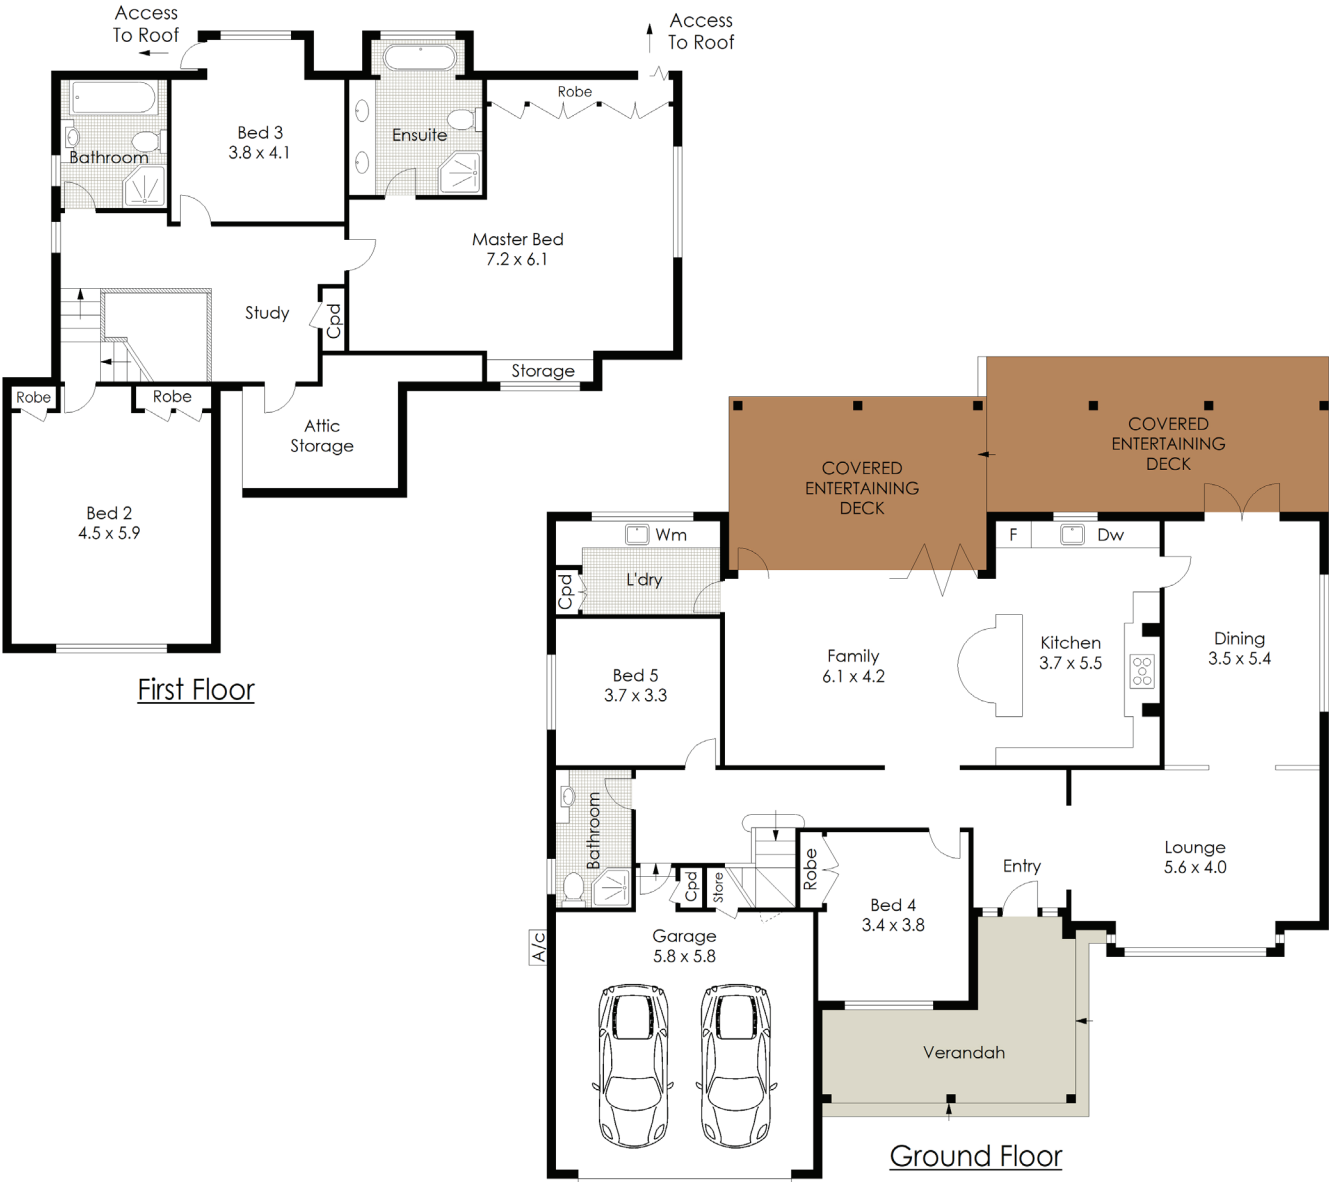 Access
To Roof
Access
To Roof
Robe
Bed 3
3.8 x 4.1
Ensuite
Bathroom
Master Bed
7.2 x 6.1
Study
Cpd
Storage
Robe
Robe
Attic
Storage
Bed 2
4.5 x 5.9
First Floor
COVERED
ENTERTAINING
DECK
COVERED
ENTERTAINING
DECK
Wm
F
Dw
L'dry
Cpd
Kitchen
3.7 x 5.5
Dining
3.5 x 5.4
Family
6.1 x 4.2
Bed 5
3.7 x 3.3
Bathroom
Lounge
5.6 x 4.0
Robe
Entry
Cpd
Store
Bed 4
3.4 x 3.8
Garage
5.8 x 5.8
A/c
Verandah
Ground Floor